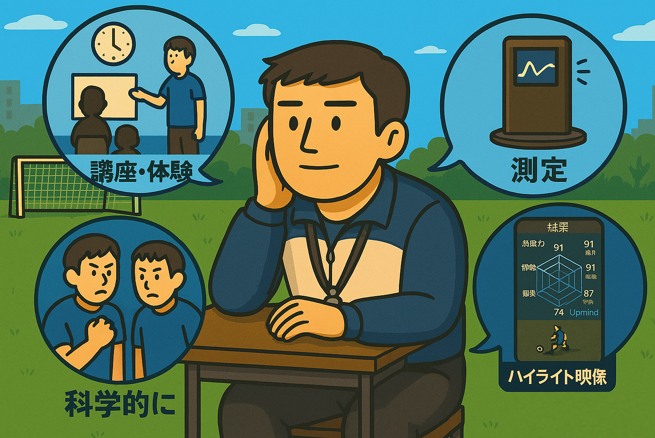 講座・体験
測定
科学的に
結果
91
91
91
87
74
Upmind
ハイライト映像